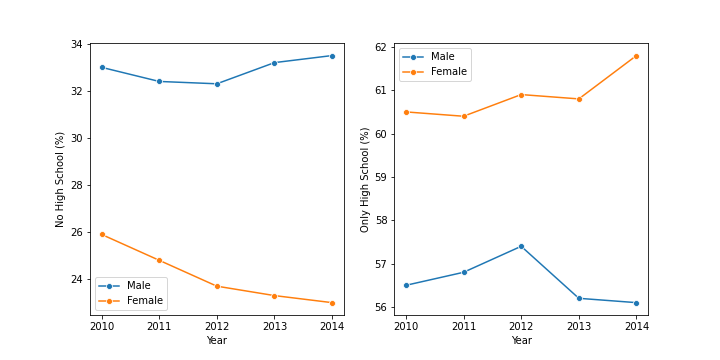 34
32
30
28
26
24
No High School (%)
2010 2011 2012 2013 2014
Year
Male
Female
62
61
60
59
58
57
56
Only High School (%)
2010 2011 2012 2013 2014
Year
Male
Female